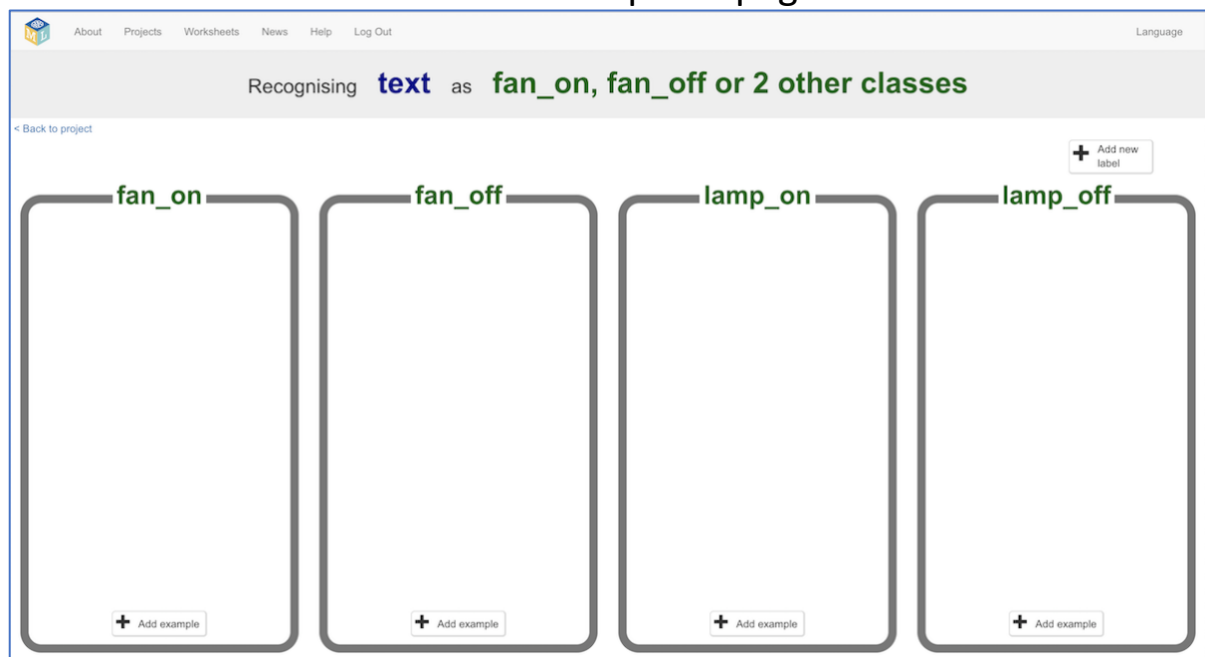 About Projects Worksheets News Help Log Out Language
Recognising text as fan_on, fan_off or 2 other classes
< Back to project
Add new
label
fan_on fan_off lamp_on lamp_off
Add example Add example Add example Add example